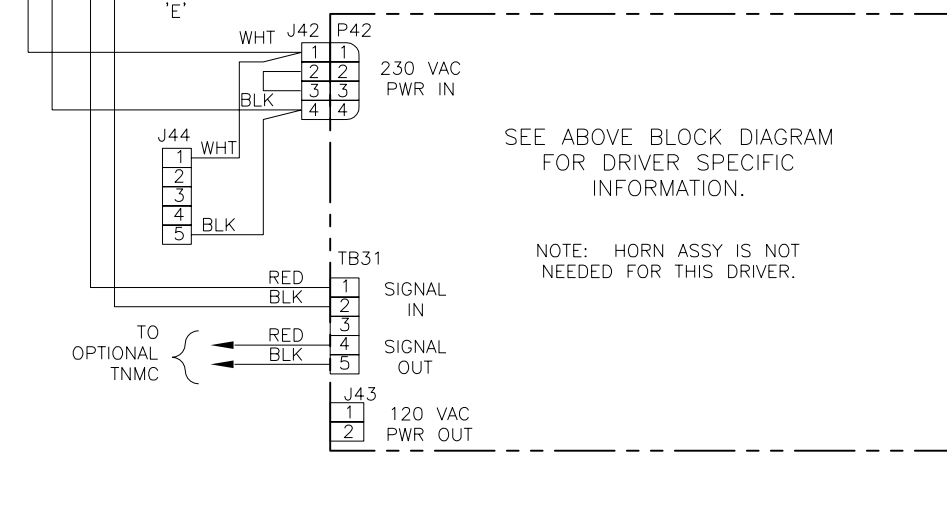 'E'
WHT J42 P42
1 1
2 2
3 3
BLK
4 4
230 VAC
PWR IN
J44
1 WHT
2
3
4
5 BLK
SEE ABOVE BLOCK DIAGRAM
FOR DRIVER SPECIFIC
INFORMATION.
NOTE: HORN ASSY IS NOT
NEEDED FOR THIS DRIVER.
TB31
RED 1
BLK 2
3
RED 4
BLK 5
SIGNAL
IN
SIGNAL
OUT
TO
OPTIONAL
TNMC
J43
1
2
120 VAC
PWR OUT